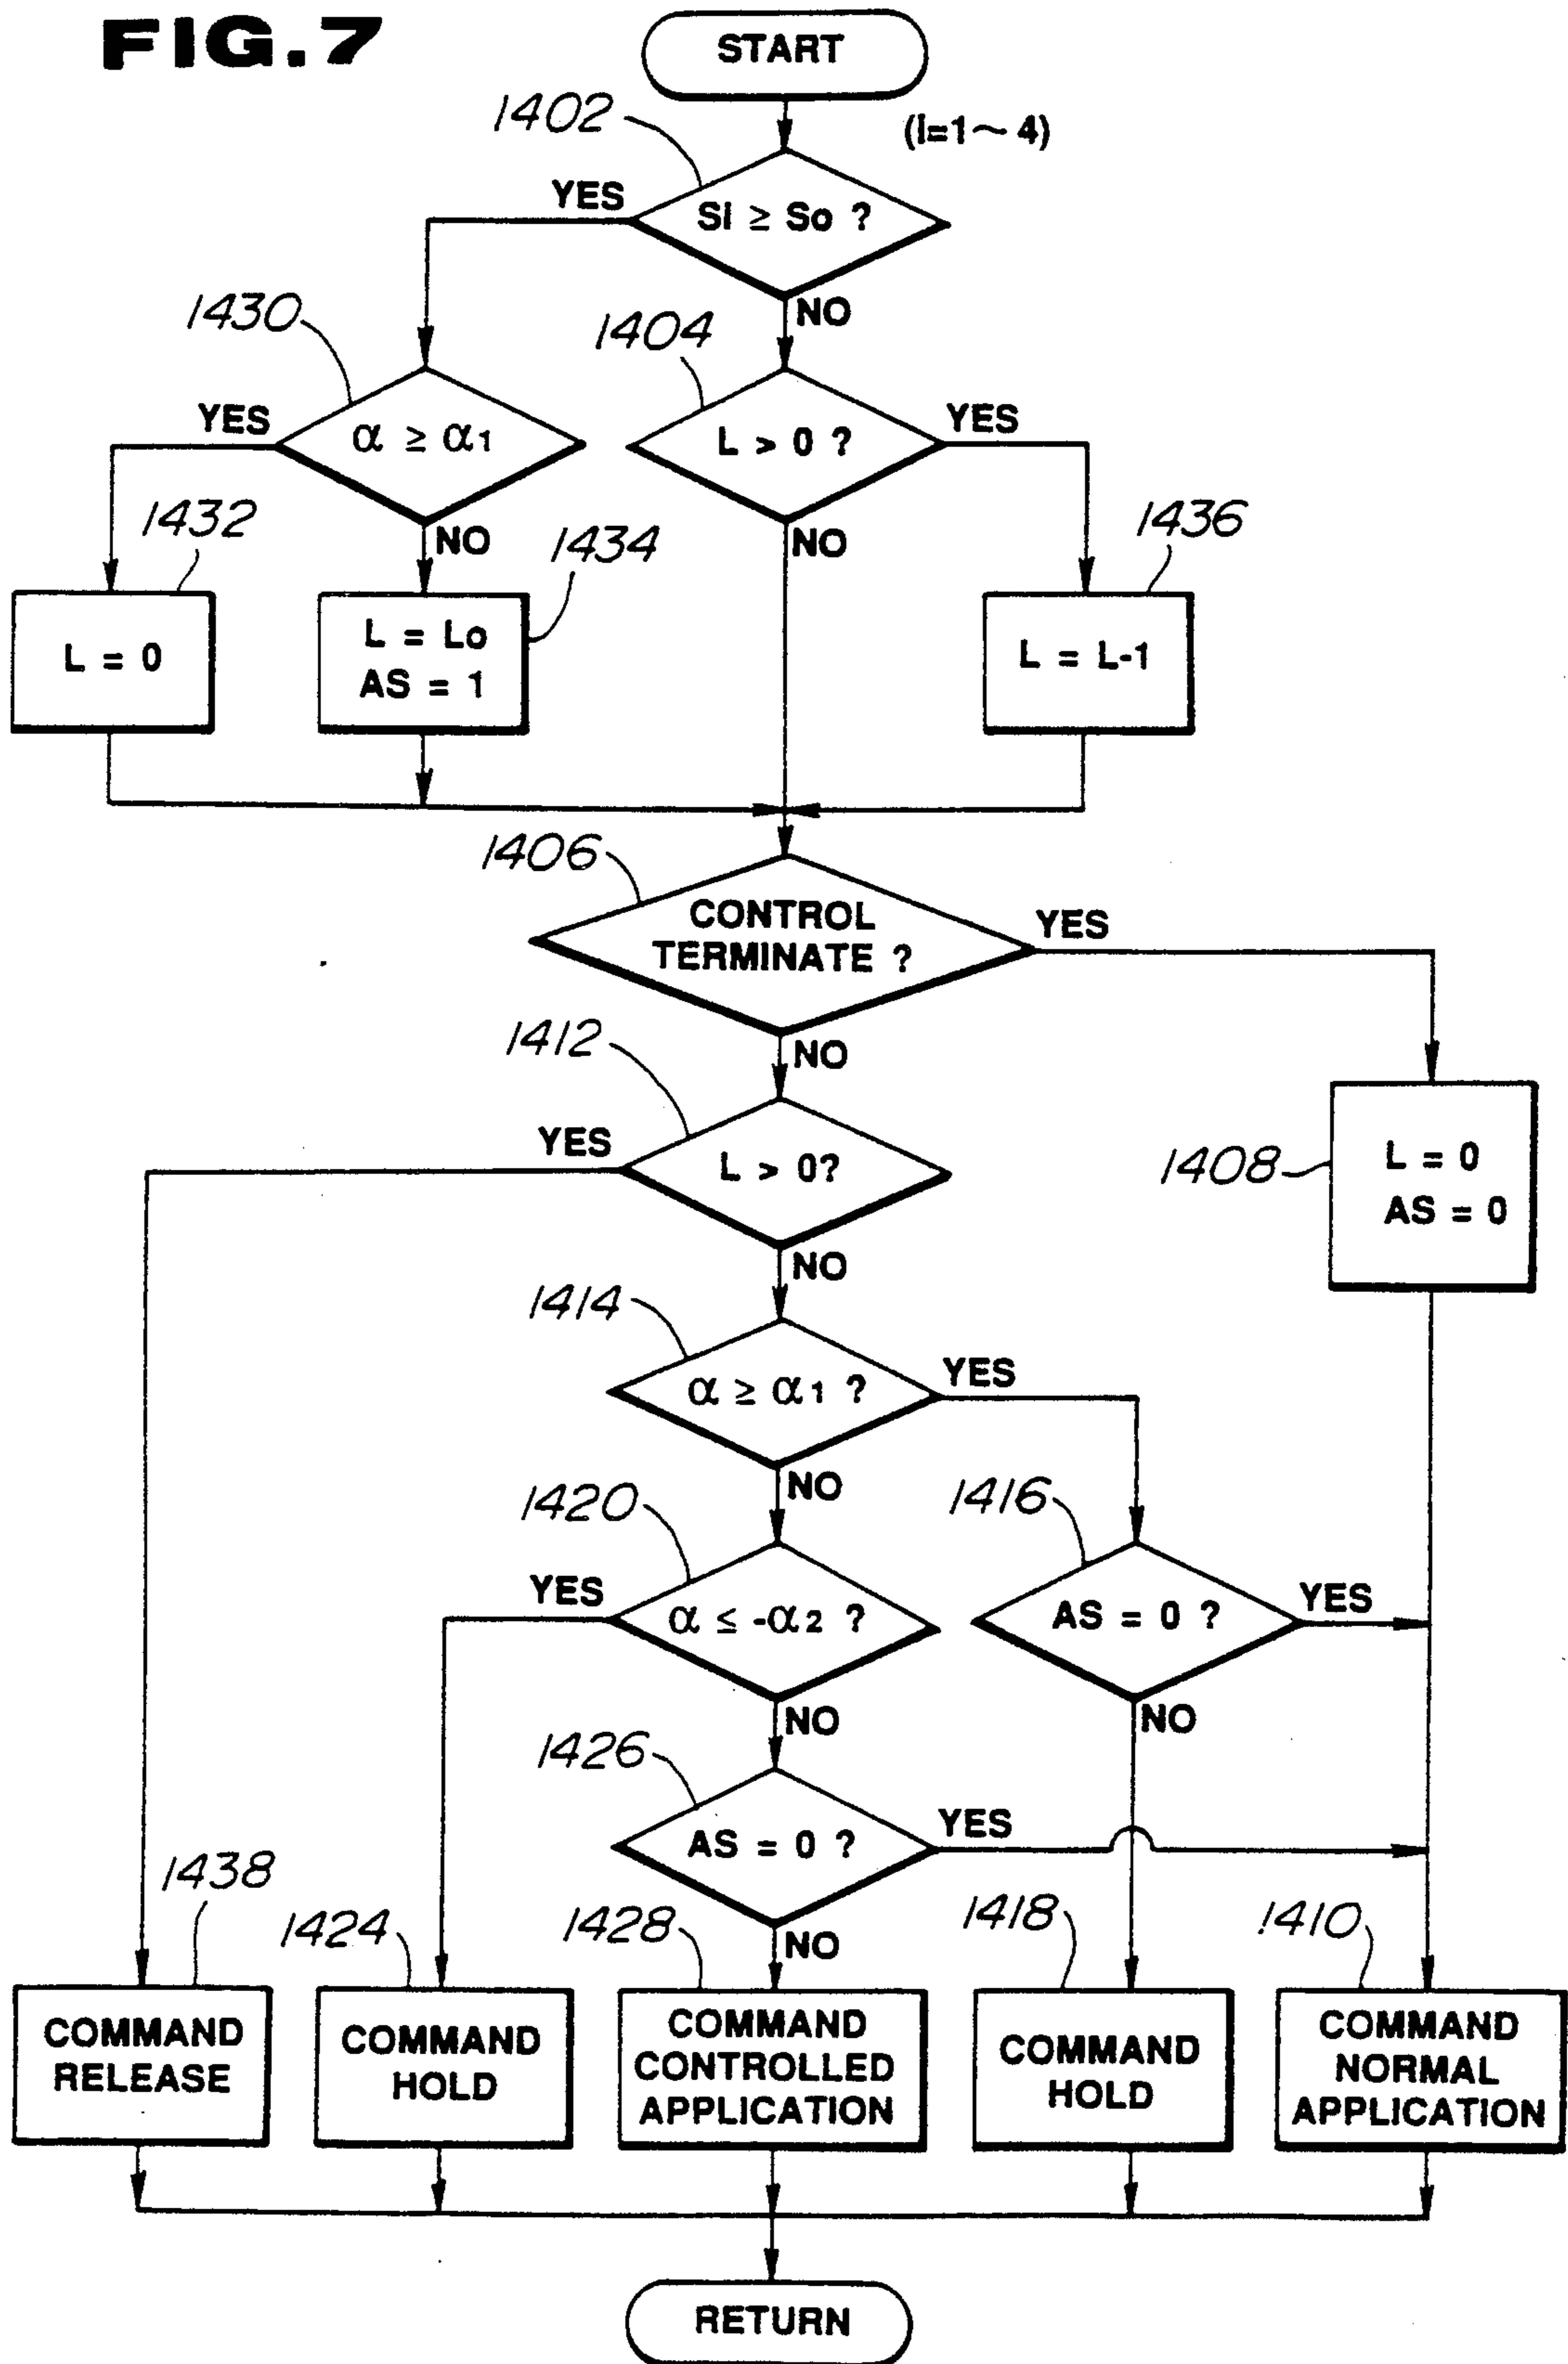 FIG.7
START
1402
(I=1~4)
YES
Si ≥ So ?
NO
1430
1404
YES
α ≥ α1
L > 0 ?
YES
1432
NO
1434
NO
1436
L = 0
L = Lo
AS = 1
L = L-1
1406
CONTROL
TERMINATE ?
YES
1412
NO
YES
L > 0?
1408
L = 0
AS = 0
NO
1414
α ≥ α1 ?
YES
1420
NO
1416
YES
α ≤ -α2 ?
AS = 0 ?
YES
NO
NO
1426
AS = 0 ?
YES
1438
1424
1428
NO
1418
1410
COMMAND
RELEASE
COMMAND
HOLD
COMMAND
CONTROLLED
APPLICATION
COMMAND
HOLD
COMMAND
NORMAL
APPLICATION
RETURN